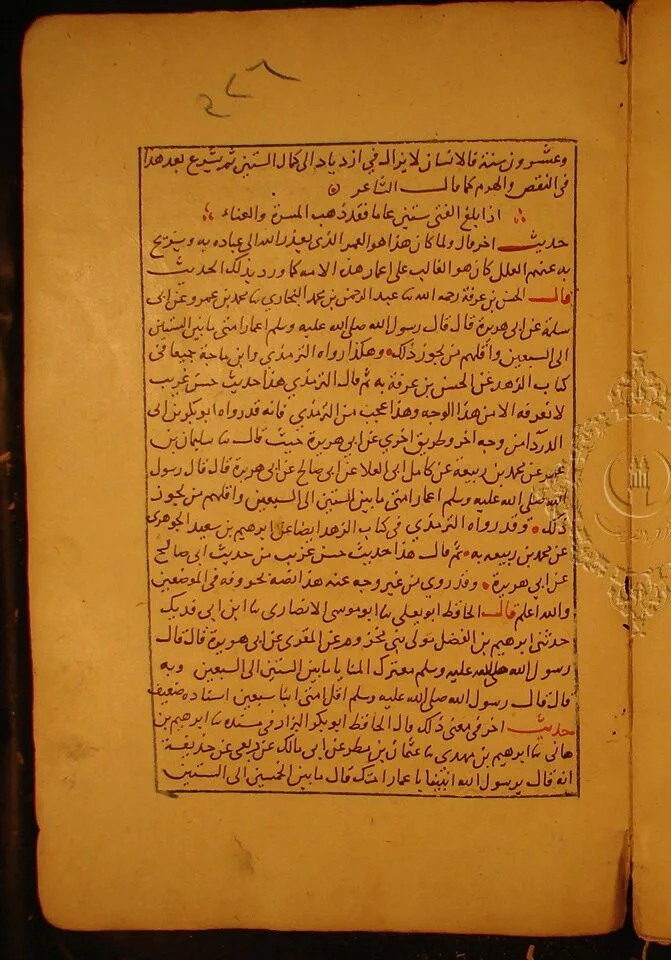 ٢٧٦
وعشرون سنة فالانسان لا يزال في ازدياد الى كمال الستين ثم يشرع بعد هذا
في النقص والهرم كما قال الشاعر
اذا بلغ الفتى ستين عاما فقد ذهب المسرة والهناء
حديث اخر قال ولما كان هذا هو العمر الذي يعذر الله الى عباده به ويزيح
به عنهم العلل كان هو الغالب على اعمار هذه الامة كما ورد بذلك الحديث
قال الحسن بن عرفة رحمه الله ثنا عبد الرحمن بن محمد المحاربي ثنا محمد بن عمرو عن ابي
سلمة عن ابي هريرة قال قال رسول الله صلى الله عليه وسلم اعمار امتي ما بين الستين
الى السبعين واقلهم من يجوز ذلك وهكذا رواه الترمذي وابن ماجة جميعا في
كتاب الزهد عن الحسن بن عرفة به ثم قال الترمذي هذا حديث حسن غريب
لا نعرفه الا من هذا الوجه وهذا عجب من الترمذي فانه قد رواه ابو بكر بن ابي
الدنيا من وجه اخر وطريق اخرى عن ابي هريرة حيث قال ثنا سليمان بن
عمر عن محمد بن ربيعة عن كامل ابي العلا عن ابي صالح عن ابي هريرة قال قال رسول
الله صلى الله عليه وسلم اعمار امتي ما بين الستين الى السبعين واقلهم من يجوز
ذلك وقد رواه الترمذي في كتاب الزهد ايضا عن ابرهيم بن سعيد الجوهري
عن محمد بن ربيعه به ثم قال هذا حديث حسن غريب من حديث ابي صالح
عن ابي هريرة وقد روي من غير وجه عنه هذا نصه بحروفه في الموضعين
والله اعلم قال الحافظ ابو يعلى ثنا ابو موسى الانصاري ثنا ابن ابي فديك
حدثني ابرهيم بن الفضل مولى بني مخزوم عن المقبري عن ابي هريرة قال قال
رسول الله صلى الله عليه وسلم معترك المنايا ما بين الستين الى السبعين وبه
قال قال رسول الله صلى الله عليه وسلم اقل امتي ابنا سبعين اسناده ضعيف
حديث اخر في معنى ذلك قال الحافظ ابو بكر البزار في مسنده ثنا ابرهيم بن
هاني ثنا ابرهيم بن مهدي ثنا عثمان بن مطر عن ابي مالك عن ربعي عن حذيفة
انه قال يرسول الله انبئنا باعمار امتك قال ما بين الخمسين الى الستين